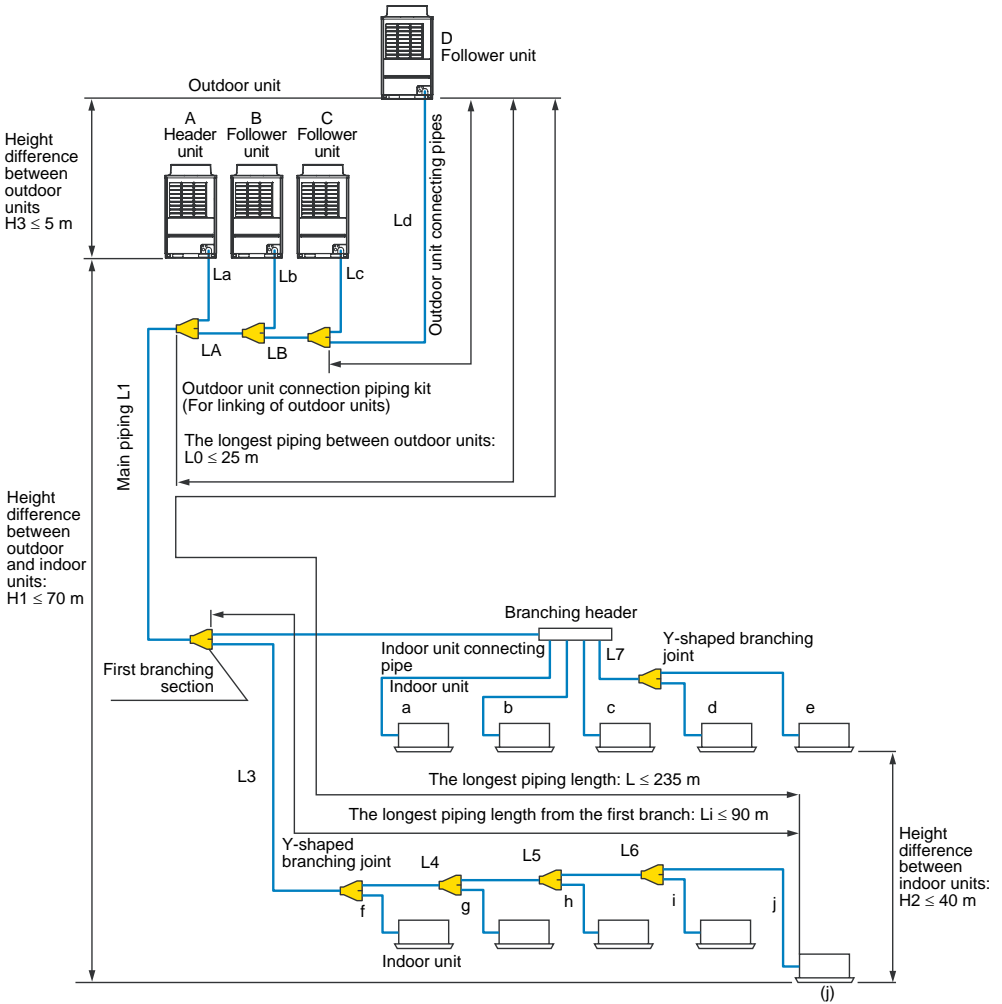 D
Follower unit
Outdoor unit
A
Header
unit
B
Follower
unit
C
Follower
unit
Height
difference
between
outdoor
units
H3 ≤ 5 m
Outdoor unit connecting pipes
Ld
La
Lb
Lc
LA
LB
Main piping L1
Outdoor unit connection piping kit
(For linking of outdoor units)
The longest piping between outdoor units:
L0 ≤ 25 m
Height
difference
between
outdoor
and indoor
units:
H1 ≤ 70 m
First branching
section
Branching header
Indoor unit connecting
pipe
Indoor unit
L7
Y-shaped branching
joint
a
b
c
d
e
L3
The longest piping length: L ≤ 235 m
The longest piping length from the first branch: Li ≤ 90 m
Height
difference
between
indoor units:
H2 ≤ 40 m
Y-shaped
branching joint
L4
L5
L6
f
g
h
i
j
Indoor unit
(j)